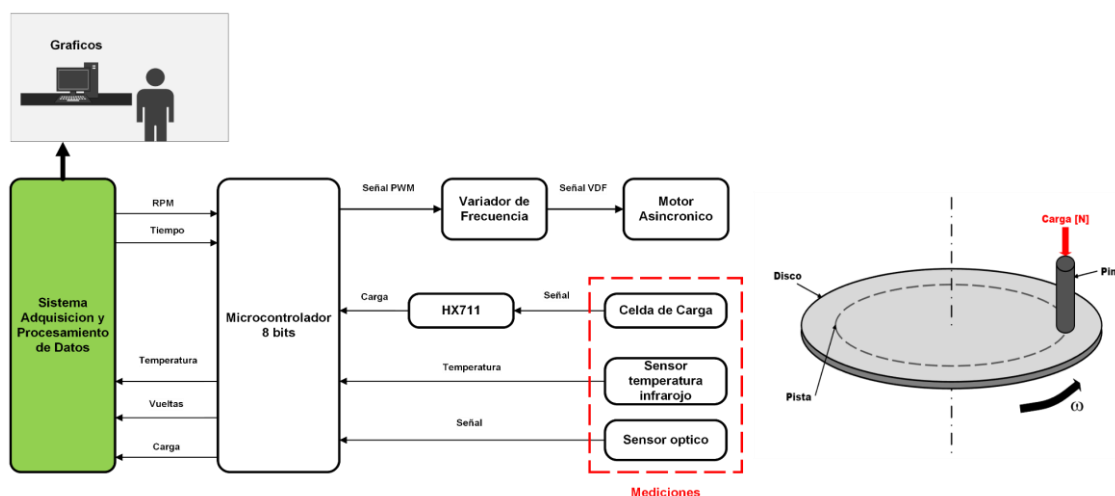 Graficos
RPM
Tiempo
Sistema
Adquisicion y
Procesamiento
de Datos
Temperatura
Vueltas
Carga
Microcontrolador
8 bits
Señal PWM
Variador de
Frecuencia
Señal VDF
Motor
Asincronico
Carga
HX711
Señal
Celda de Carga
Temperatura
Sensor
temperatura
infrarojo
Señal
Sensor optico
Mediciones
Carga [N]
Pin
Disco
Pista
ω